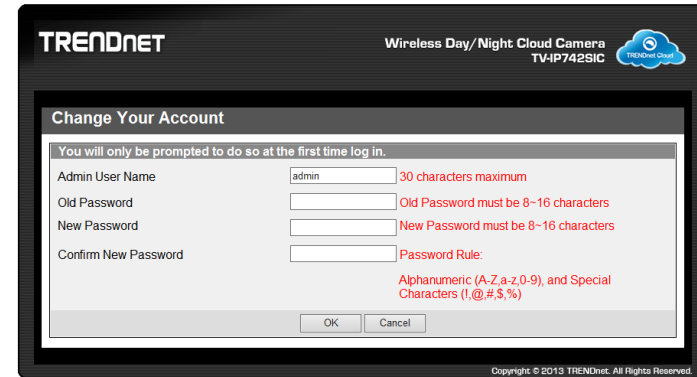 TRENDnet
Wireless Day/Night Cloud Camera
TV-IP742SIC
TRENDnet Cloud
Change Your Account
You will only be prompted to do so at the first time log in.
Admin User Name admin 30 characters maximum
Old Password Old Password must be 8~16 characters
New Password New Password must be 8~16 characters
Confirm New Password Password Rule:
Alphanumeric (A-Z,a-z,0-9), and Special
Characters (!,@,#,$,%)
OK Cancel
Copyright © 2013 TRENDnet. All Rights Reserved.